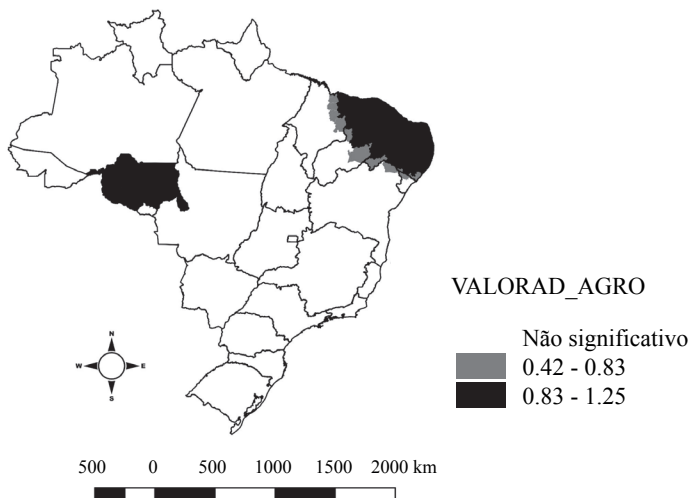 VALORAD_AGRO
Não significativo
0.42 - 0.83
0.83 - 1.25
N
W E
S
500 0 500 1000 1500 2000 km